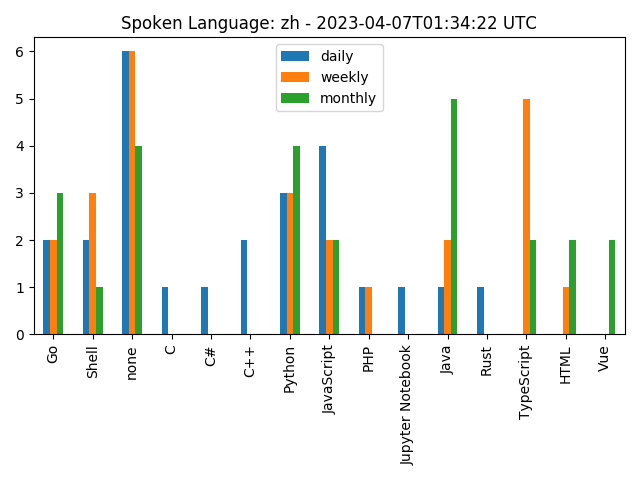 Spoken Language: zh - 2023-04-07T01:34:22 UTC
daily
weekly
monthly
6
5
4
3
2
1
0
Go
Shell
none
C
C#
C++
Python
JavaScript
PHP
Jupyter Notebook
Java
Rust
TypeScript
HTML
Vue